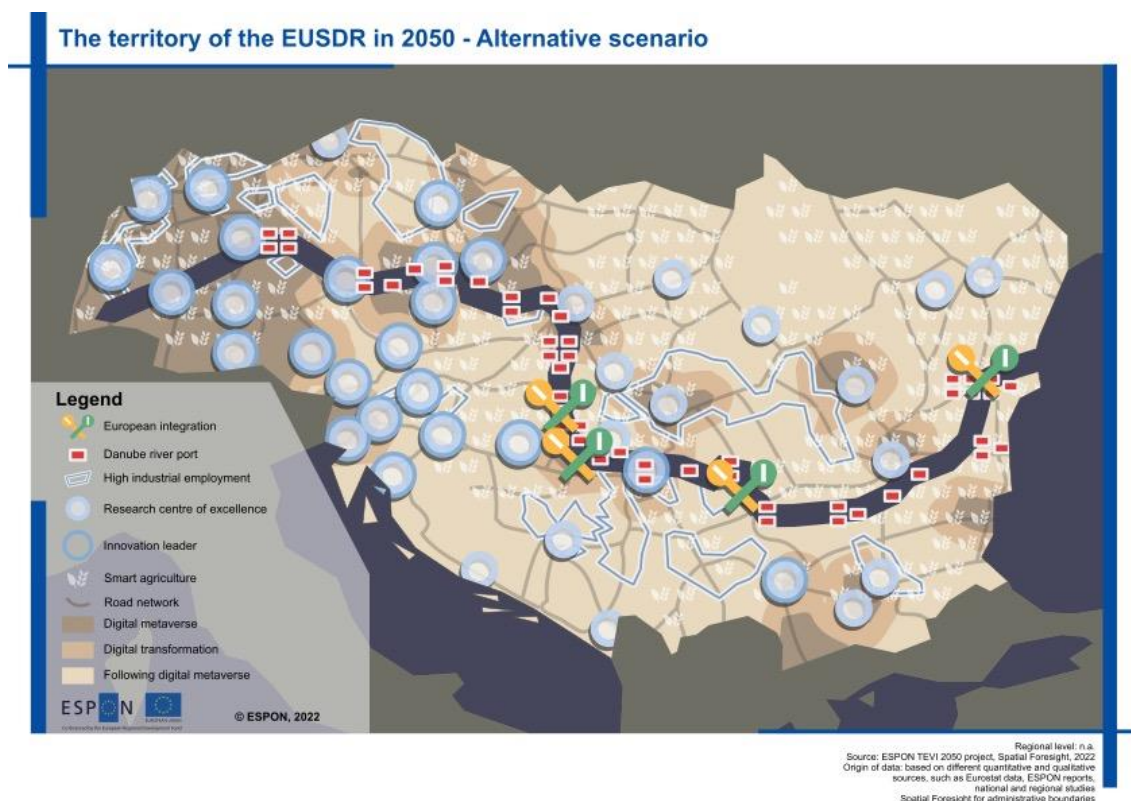 The territory of the EUSDR in 2050 - Alternative scenario
Legend
European integration
Danube river port
High industrial employment
Research centre of excellence
Innovation leader
Smart agriculture
Road network
Digital metaverse
Digital transformation
Following digital metaverse
ESPON
© ESPON, 2022
Regional level: n.a.
Source: ESPON TEVI 2050 project, Spatial Foresight, 2022
Origin of data: based on different quantitative and qualitative
sources, such as Eurostat data, ESPON reports,
national and regional studies
Spatial Foresight for administrative boundaries